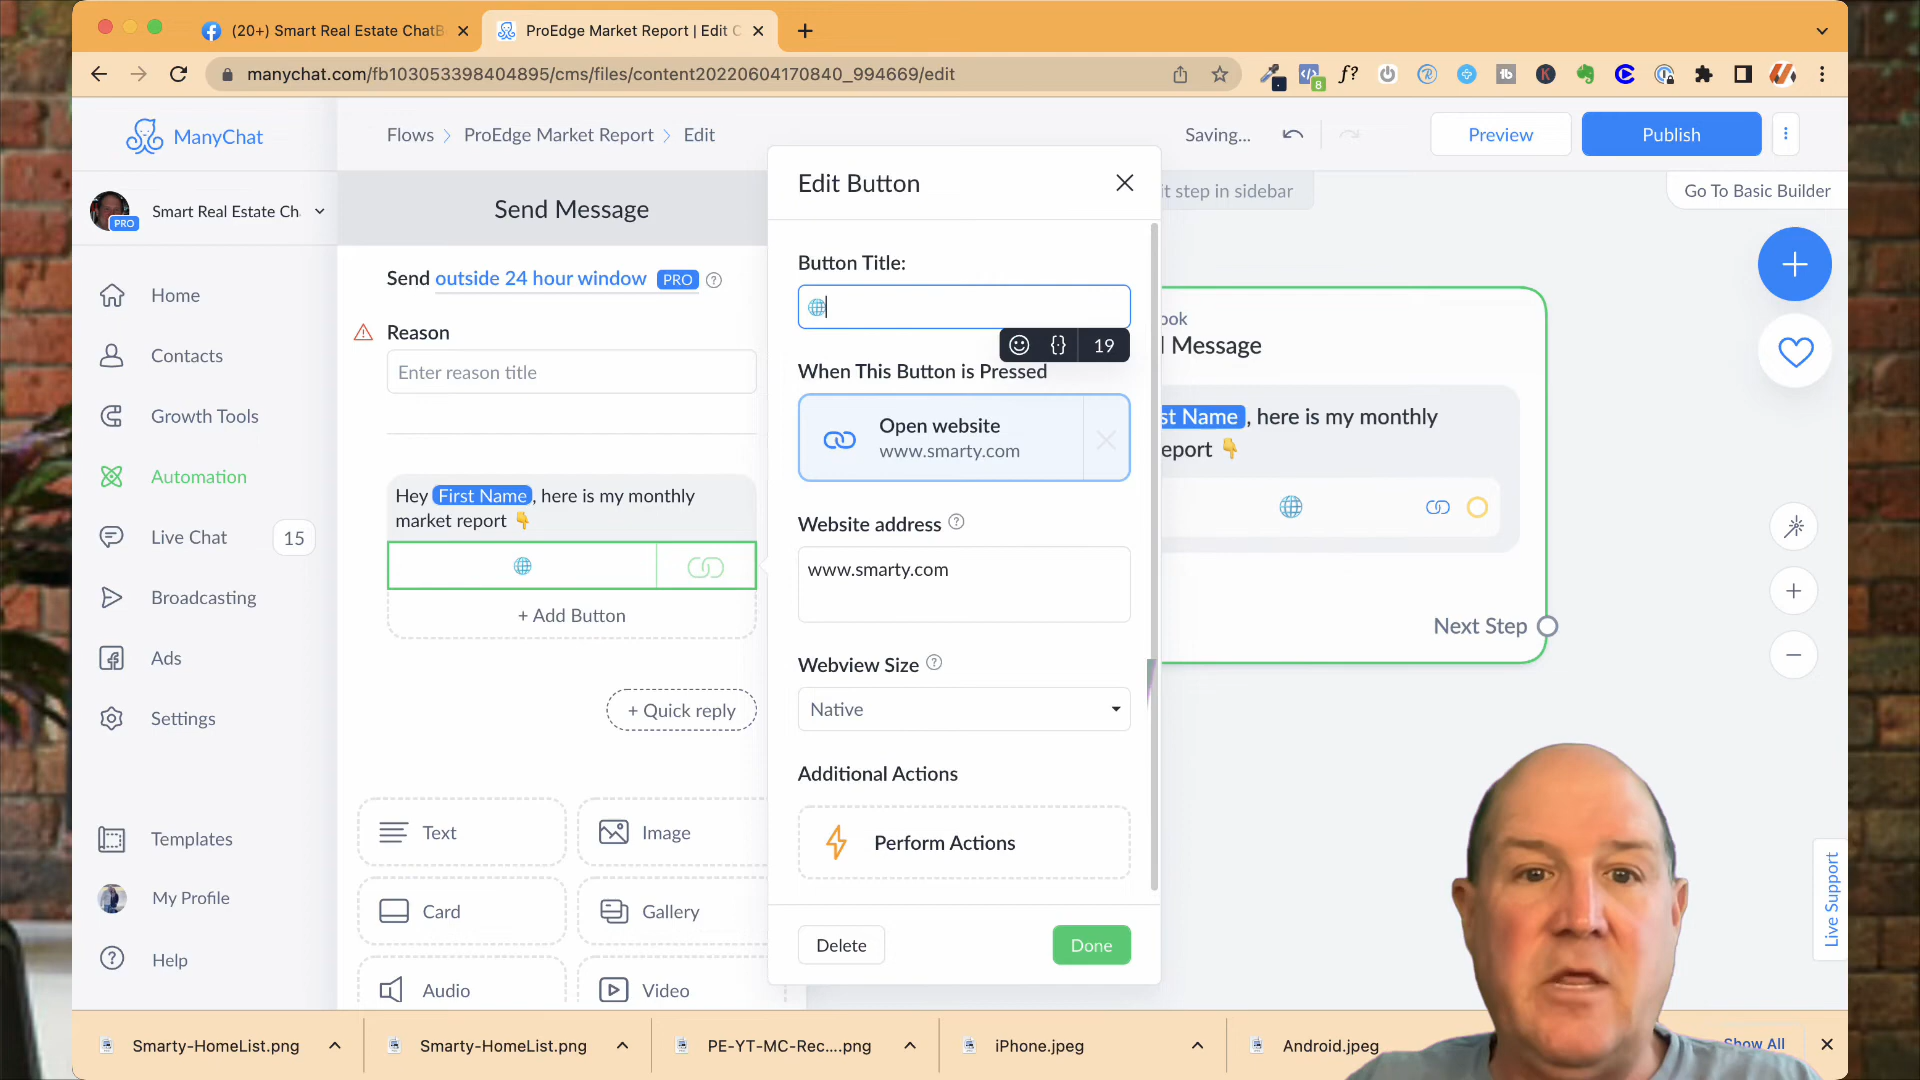 (20+) Smart Real Estate ChatB
ProEdge Market Report | Edit C
manychat.com/fb103053398404895/cms/files/content20220604170840_994669/edit
8
ManyChat
Flows
ProEdge Market Report
Edit
Saving...
Preview
Publish
Smart Real Estate Ch
PRO
Send Message
Edit Button
it step in sidebar
Go To Basic Builder
Home
Contacts
Growth Tools
Automation
Live Chat
15
Broadcasting
Ads
Settings
Templates
My Profile
Help
Send outside 24 hour window PRO
Reason
Enter reason title
Hey First Name, here is my monthly
market report 👇
🌐
+ Add Button
+ Quick reply
Text
Image
Card
Gallery
Audio
Video
Button Title:
🌐
19
When This Button is Pressed
Open website
www.smarty.com
Website address
www.smarty.com
Webview Size
Native
Additional Actions
Perform Actions
Delete
Done
ook
Message
st Name, here is my monthly
eport 👇
🌐
Next Step
Live Support
Smarty-HomeList.png
Smarty-HomeList.png
PE-YT-MC-Rec....png
iPhone.jpeg
Android.jpeg
Show All